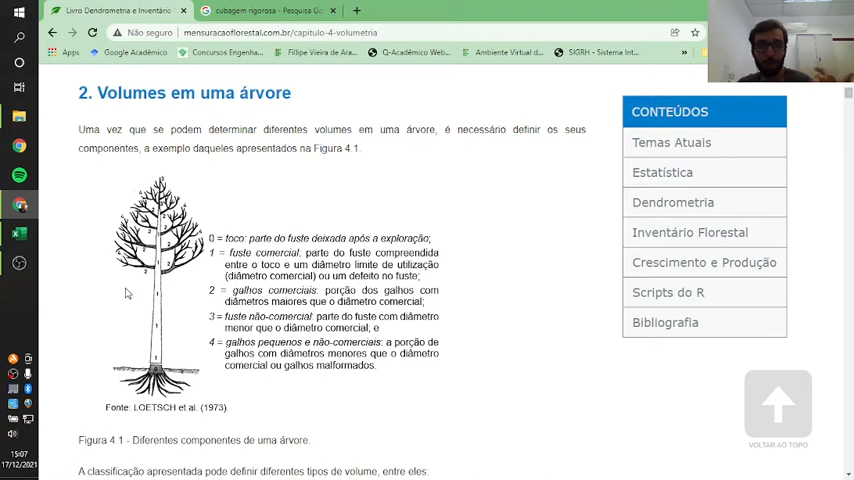 Livro Dendrometria e Inventário
cubagem rigorosa - Pesquisa Go
Não seguro
mensuracaoflorestal.com.br/capitulo-4-volumetria
Apps
Google Acadêmico
Concursos Engenha...
Fillipe Vieira de Ara...
Q-Acadêmico Web...
Ambiente Virtual d...
SIGRH - Sistema Int...
»
2. Volumes em uma árvore
Uma vez que se podem determinar diferentes volumes em uma árvore, é necessário definir os seus
componentes, a exemplo daqueles apresentados na Figura 4.1.
0 = toco: parte do fuste deixada após a exploração;
1 = fuste comercial: parte do fuste compreendida
entre o toco e um diâmetro limite de utilização
(diâmetro comercial) ou um defeito no fuste;
2 = galhos comerciais: porção dos galhos com
diâmetros maiores que o diâmetro comercial;
3 = fuste não-comercial: parte do fuste com diâmetro
menor que o diâmetro comercial; e
4 = galhos pequenos e não-comerciais: a porção de
galhos com diâmetros menores que o diâmetro
comercial ou galhos malformados.
Fonte: LOETSCH et al. (1973).
Figura 4.1 - Diferentes componentes de uma árvore.
A classificação apresentada pode definir diferentes tipos de volume, entre eles:
CONTEÚDOS
Temas Atuais
Estatística
Dendrometria
Inventário Florestal
Crescimento e Produção
Scripts do R
Bibliografia
VOLTAR AO TOPO
15:07
17/12/2021